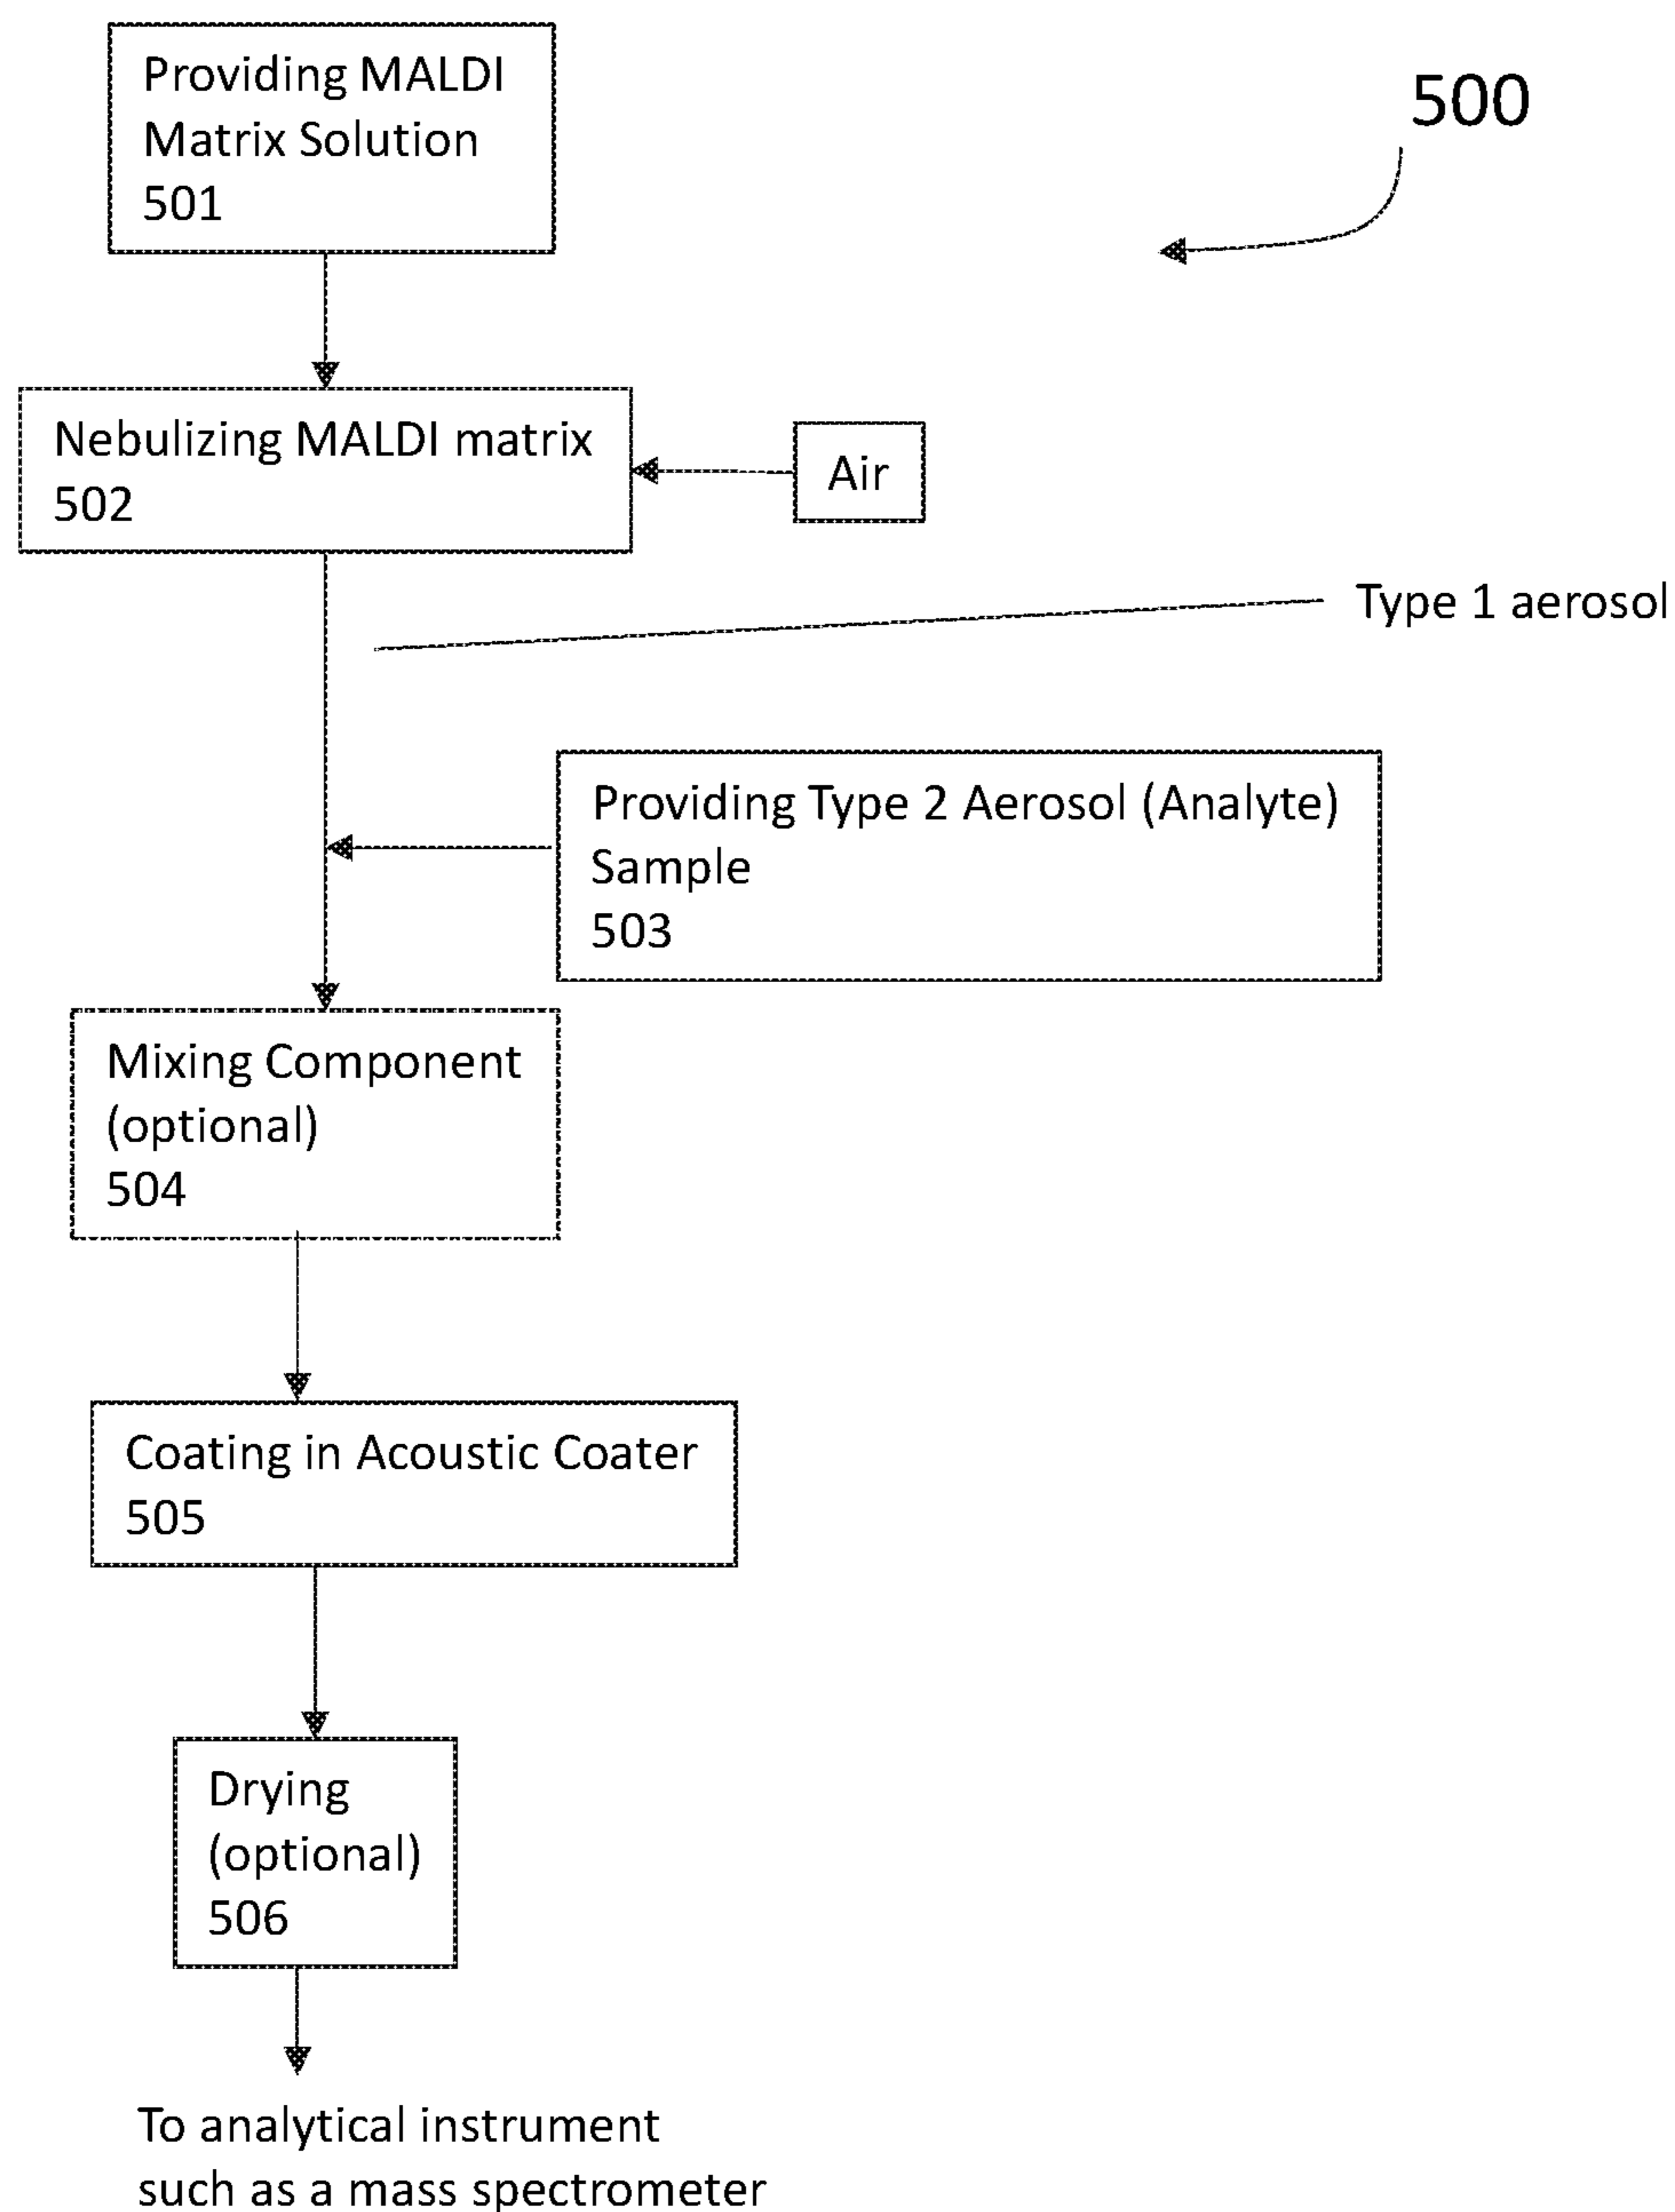 Providing MALDI
Matrix Solution
501
500
Nebulizing MALDI matrix
502
Air
Type 1 aerosol
Providing Type 2 Aerosol (Analyte)
Sample
503
Mixing Component
(optional)
504
Coating in Acoustic Coater
505
Drying
(optional)
506
To analytical instrument
such as a mass spectrometer